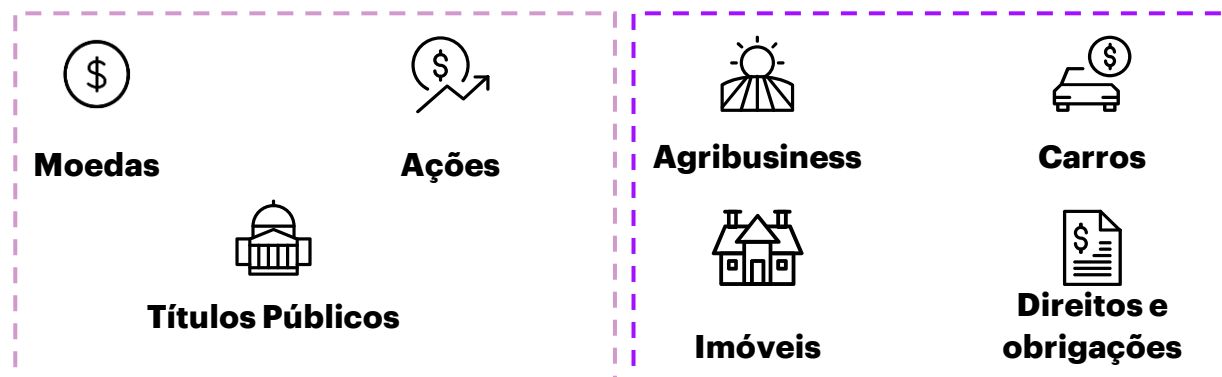 Moedas
Ações
Títulos Públicos
Agribusiness
Carros
Imóveis
Direitos e
obrigações